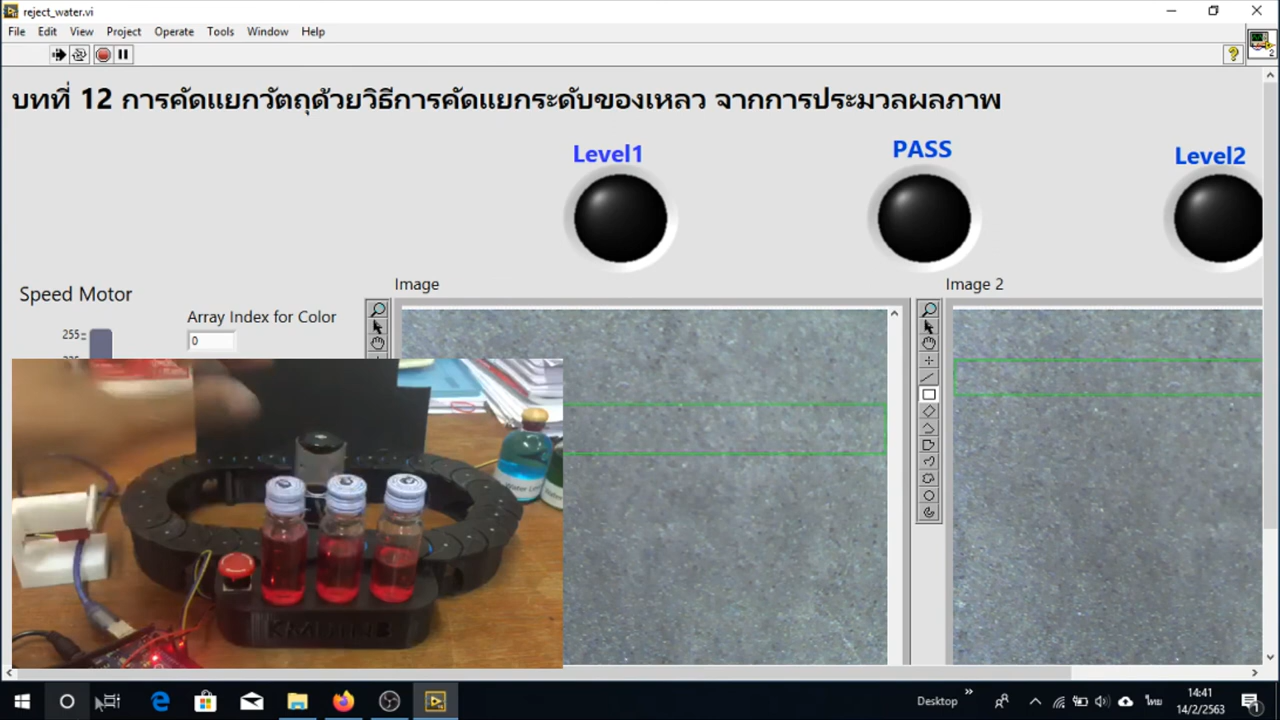 reject_water.vi
File Edit View Project Operate Tools Window Help
บทที่ 12 การคัดแยกวัตถุด้วยวิธีการคัดแยกระดับของเหลว จากการประมวลผลภาพ
Level1 PASS Level2
Image Image 2
Speed Motor
Array Index for Color
255
0
Desktop
ไทย
14:41
14/2/2563